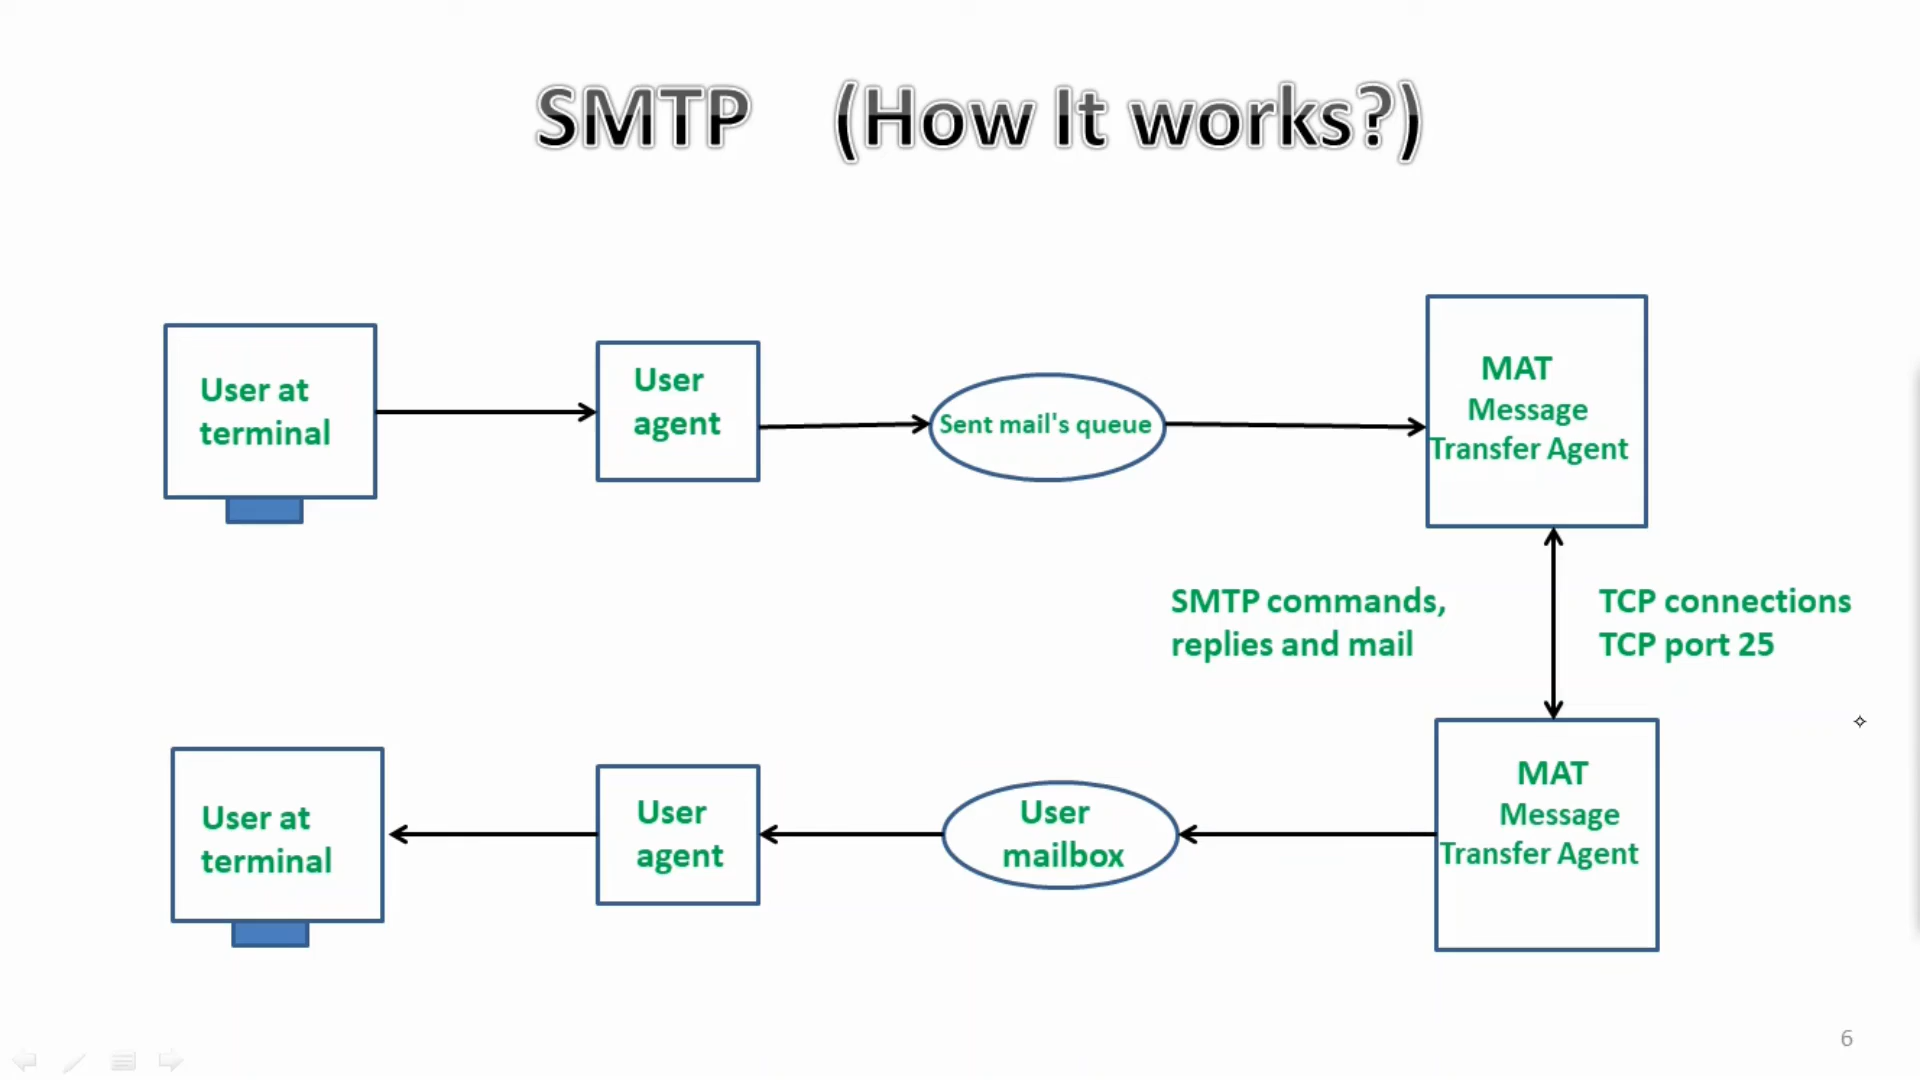 SMTP (How It works?)
User at
terminal
User
agent
Sent mail's queue
MAT
Message
Transfer Agent
SMTP commands,
replies and mail
TCP connections
TCP port 25
User at
terminal
User
agent
User
mailbox
MAT
Message
Transfer Agent
6